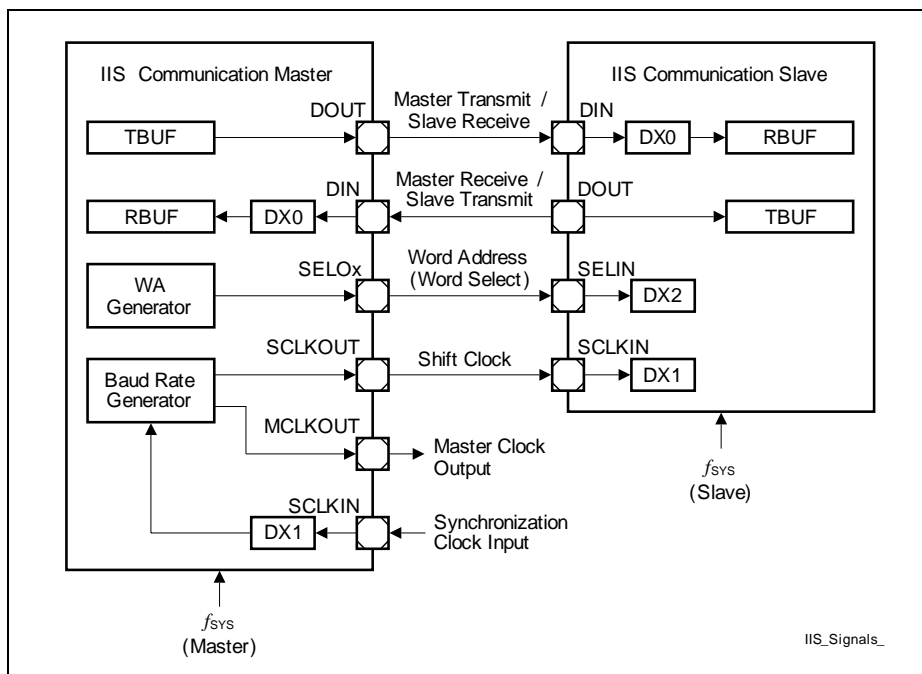 IIS Communication Master
IIS Communication Slave
DOUT
Master Transmit /
Slave Receive
DIN
TBUF
DX0
RBUF
DIN
Master Receive /
Slave Transmit
DOUT
RBUF
DX0
TBUF
SELOx
Word Address
(Word Select)
SELIN
WA
Generator
DX2
SCLKOUT
Shift Clock
SCLKIN
Baud Rate
Generator
DX1
MCLKOUT
Master Clock
Output
fSYS
(Slave)
SCLKIN
DX1
Synchronization
Clock Input
fSYS
(Master)
IIS_Signals_